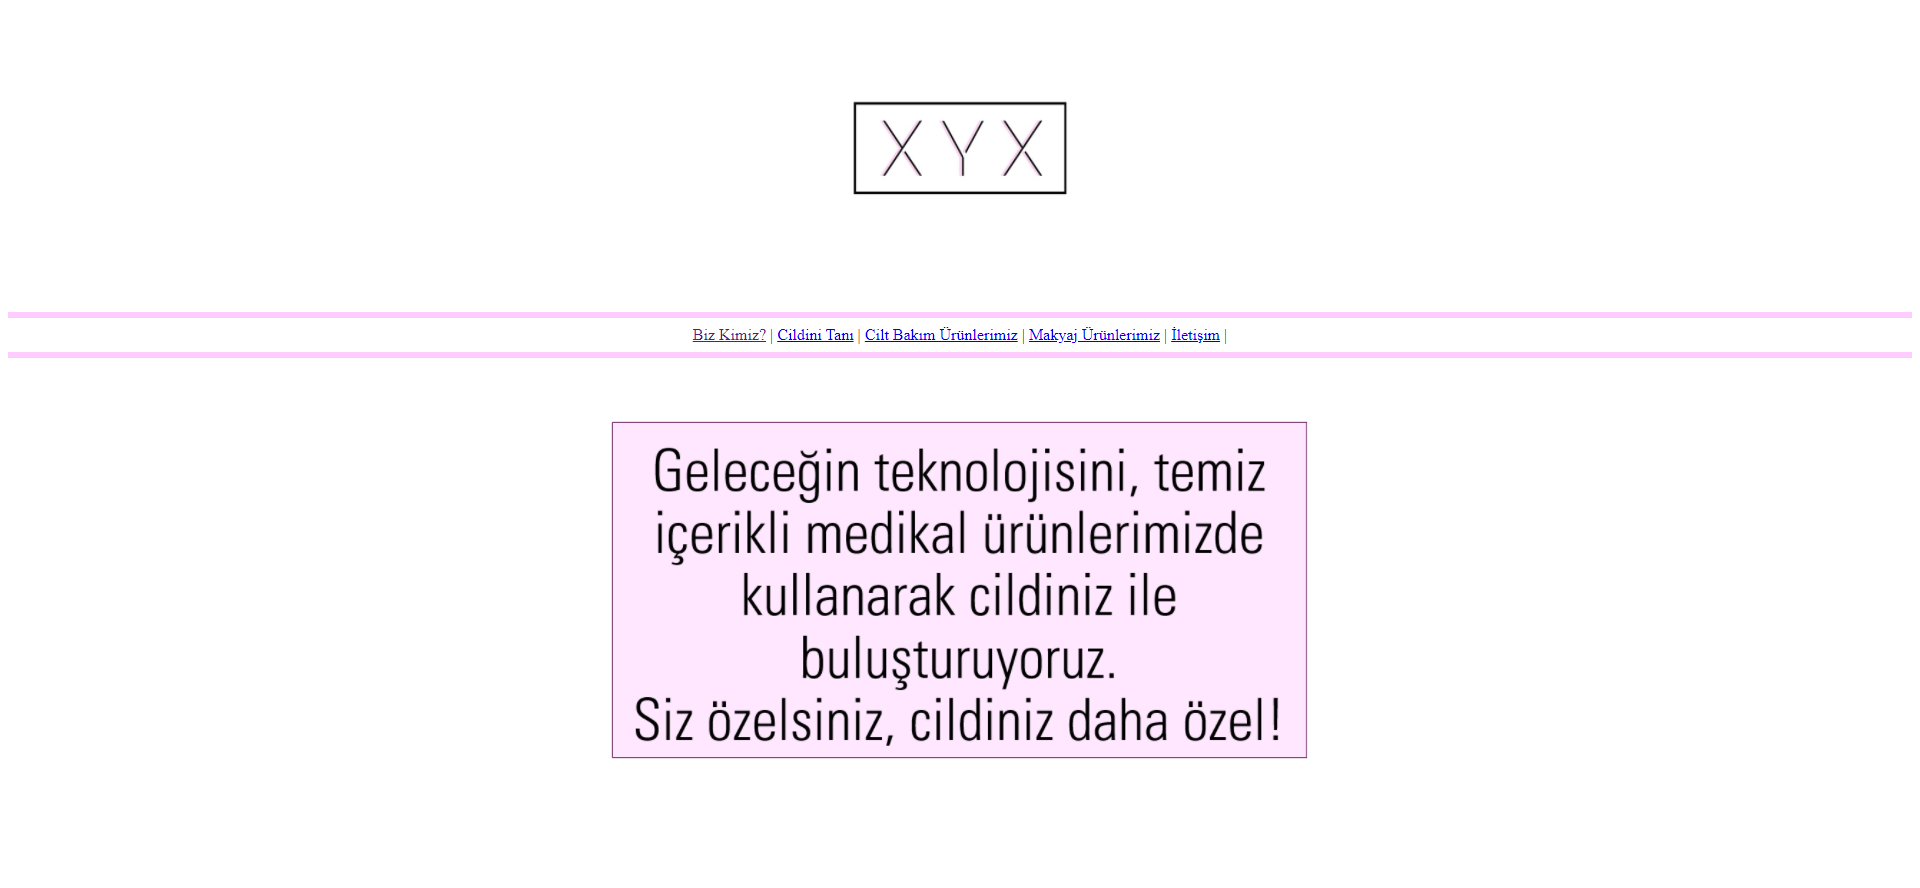 XYX
Biz Kimiz? | Cildini Tanı | Cilt Bakım Ürünlerimiz | Makyaj Ürünlerimiz | İletişim |
Geleceğin teknolojisini, temiz
içerikli medikal ürünlerimizde
kullanarak cildiniz ile
buluşturuyoruz.
Siz özelsiniz, cildiniz daha özel!